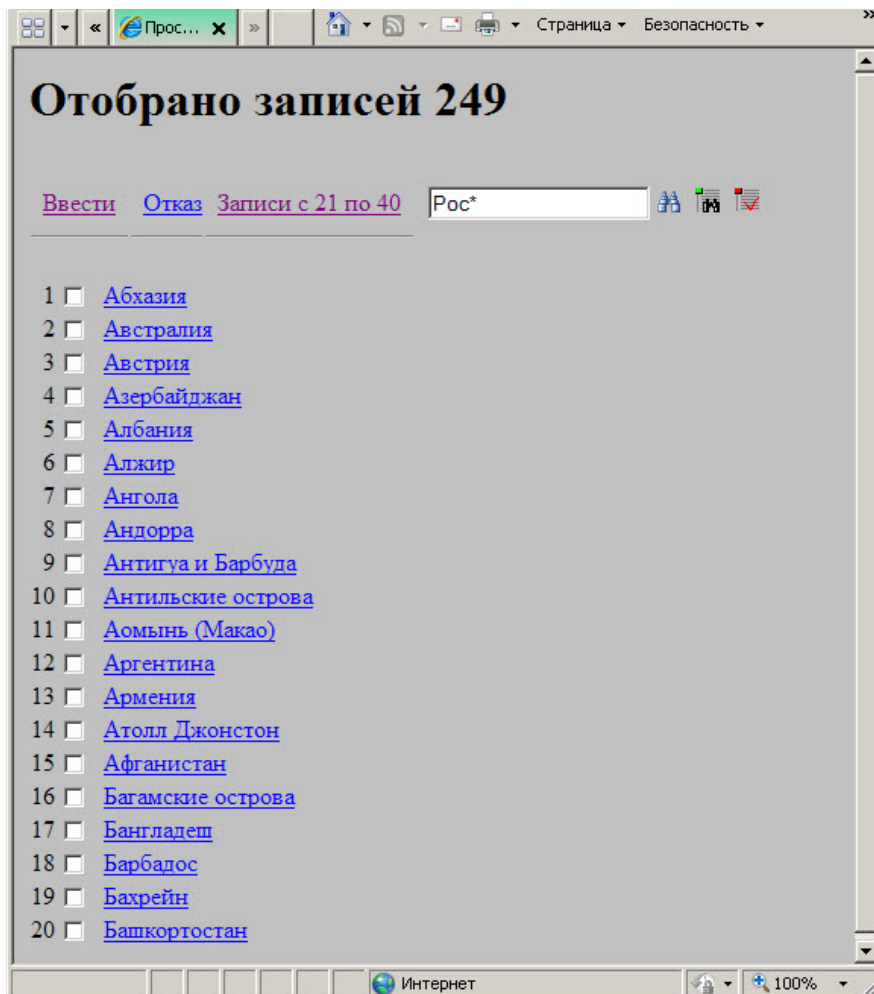 « Прос... x » Страница Безопасность »
Отобрано записей 249
Ввести Отказ Записи с 21 по 40 Рос*
1 Абхазия
2 Австралия
3 Австрия
4 Азербайджан
5 Албания
6 Алжир
7 Ангола
8 Андорра
9 Антигуа и Барбуда
10 Антильские острова
11 Аомынь (Макао)
12 Аргентина
13 Армения
14 Атолл Джонстон
15 Афганистан
16 Багамские острова
17 Бангладеш
18 Барбадос
19 Бахрейн
20 Башкортостан
Интернет 100%